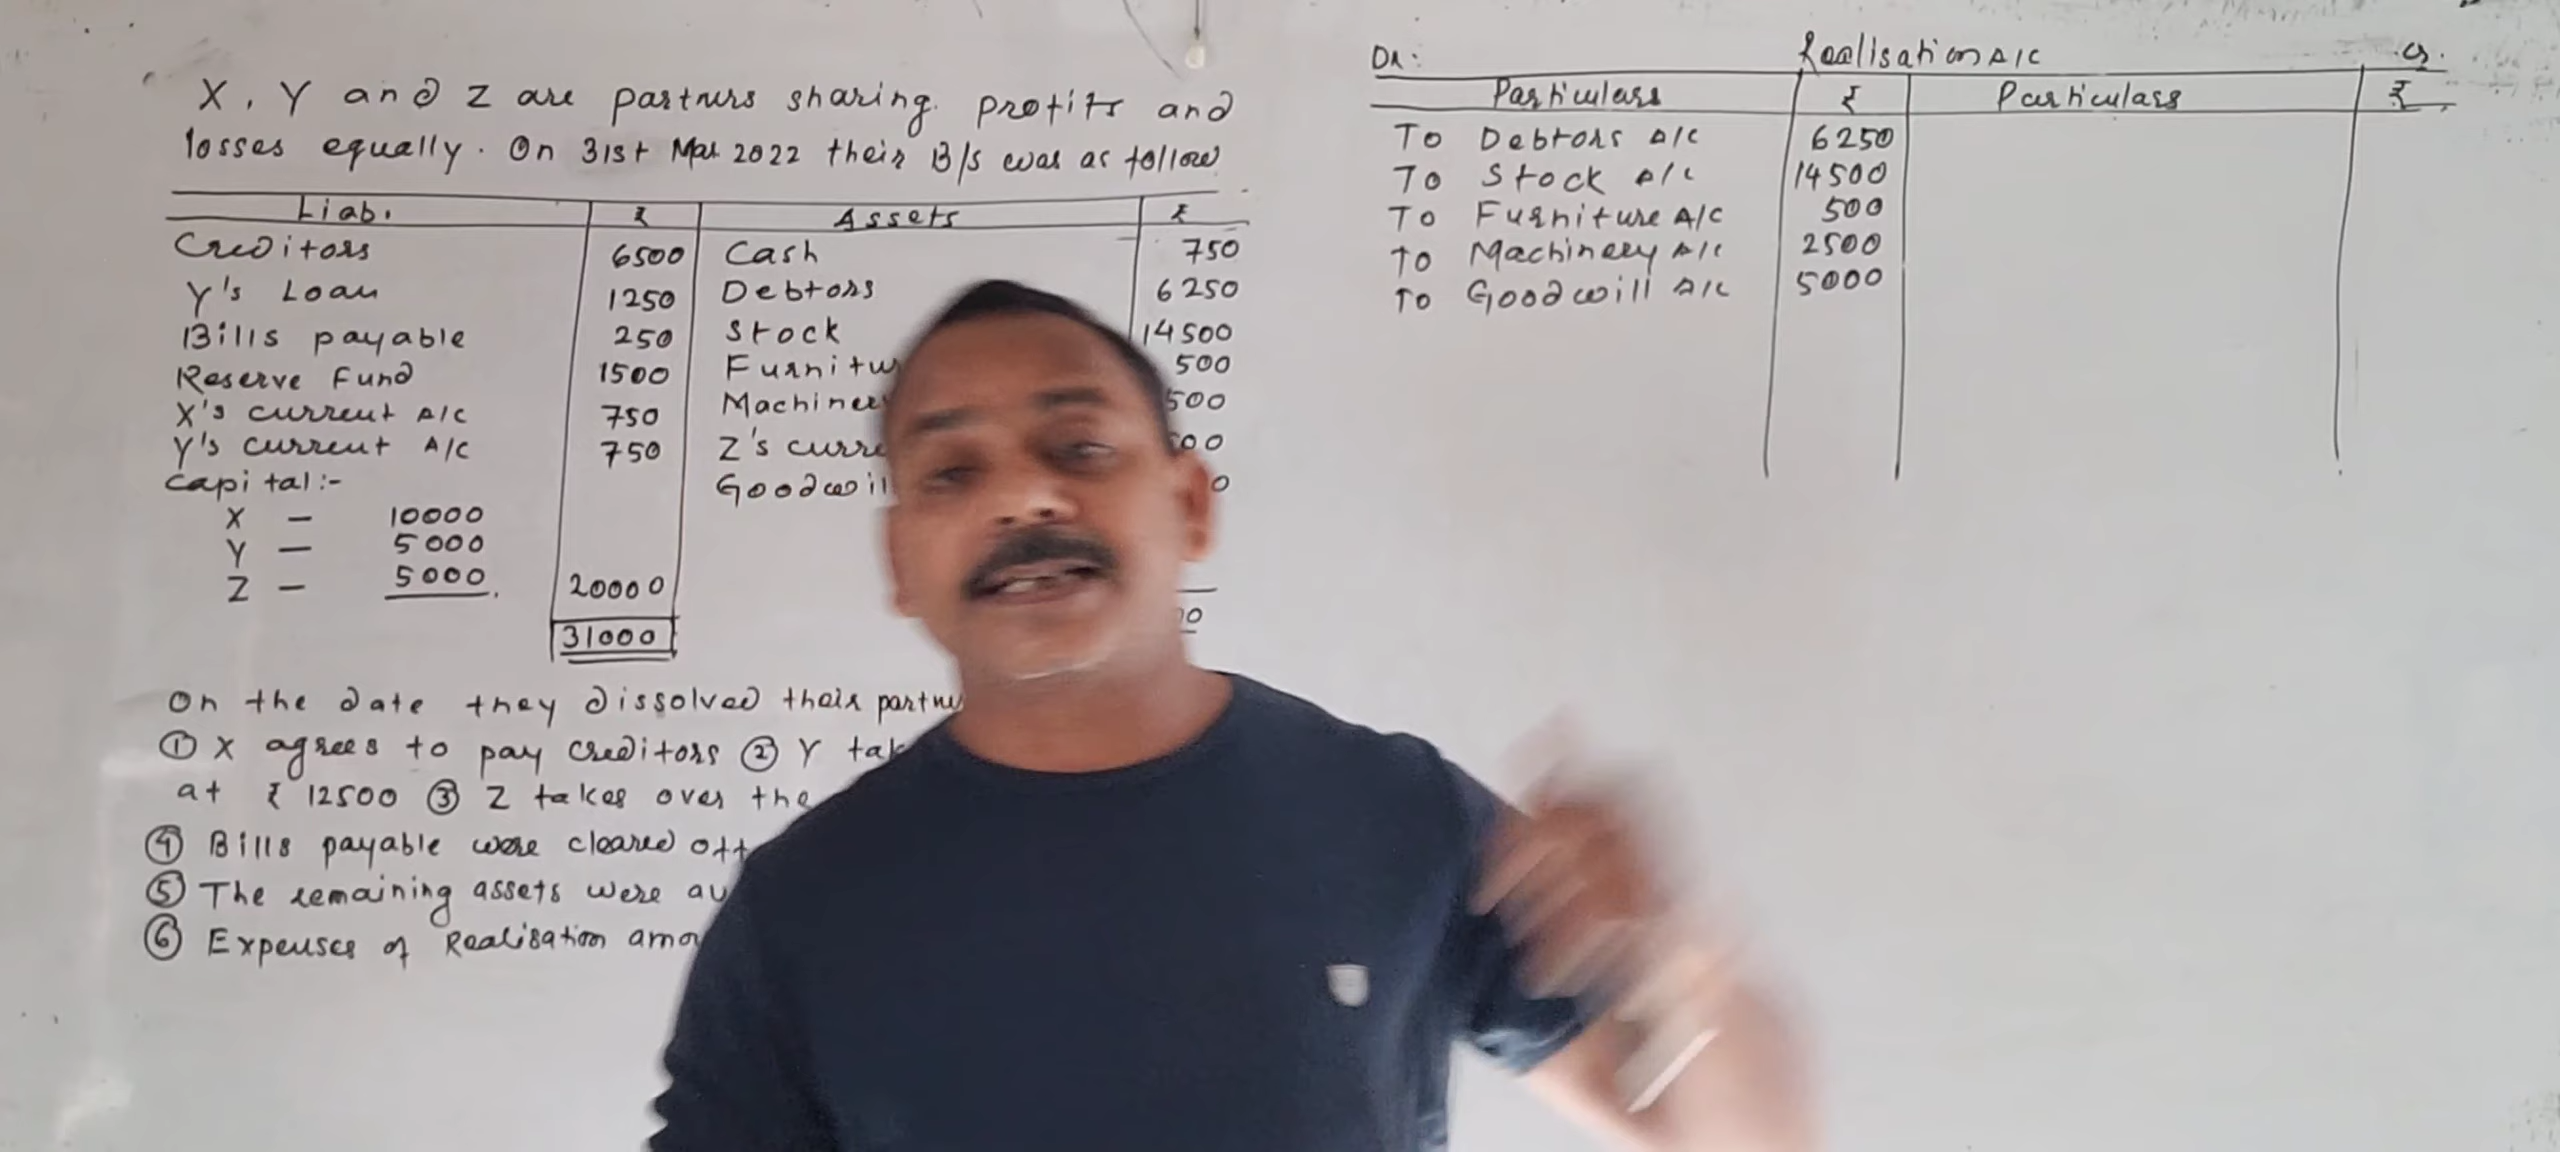 X, Y and Z are partners sharing profits and
losses equally. On 31st Mar 2022 their B/s was as follow
Liab. ₹ Assets ₹
Creditors 6500 Cash 750
Y's Loan 1250 Debtors 6250
Bills payable 250 Stock 14500
Reserve Fund 1500 500
X's current A/c 750
Y's current A/c 750 Z's
Capital:-
X — 10000
Y — 5000
Z — 5000 20000
31000
On the date they dissolved their
① X agrees to pay creditors ② Y
at ₹ 12500 ③ Z takes over the
④ Bills payable were cleared
⑤ The remaining assets were
⑥ Expenses of Realisation
Dr. Realisation A/C Cr.
Particulars ₹ Particulars ₹
To Debtors A/c 6250
To Stock A/c 14500
To Furniture A/c 500
To Machinery A/c 2500
To Goodwill A/c 5000